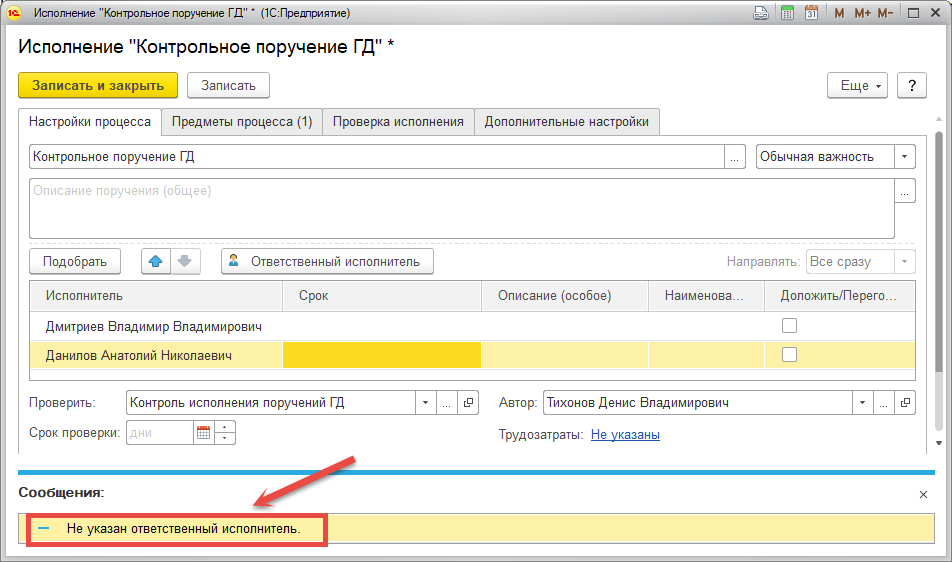 Исполнение "Контрольное поручение ГД" * (1С:Предприятие)
31 M M+ M-
Исполнение "Контрольное поручение ГД" *
Записать и закрыть Записать Еще ?
Настройки процесса Предметы процесса (1) Проверка исполнения Дополнительные настройки
Контрольное поручение ГД ... Обычная важность
Описание поручения (общее) ...
Подобрать Ответственный исполнитель Направлять: Все сразу
Исполнитель Срок Описание (особое) Наименова... Доложить/Перего...
Дмитриев Владимир Владимирович
Данилов Анатолий Николаевич
Проверить: Контроль исполнения поручений ГД ... Автор: Тихонов Денис Владимирович ...
Срок проверки: дни Трудозатраты: Не указаны
Сообщения:
Не указан ответственный исполнитель.